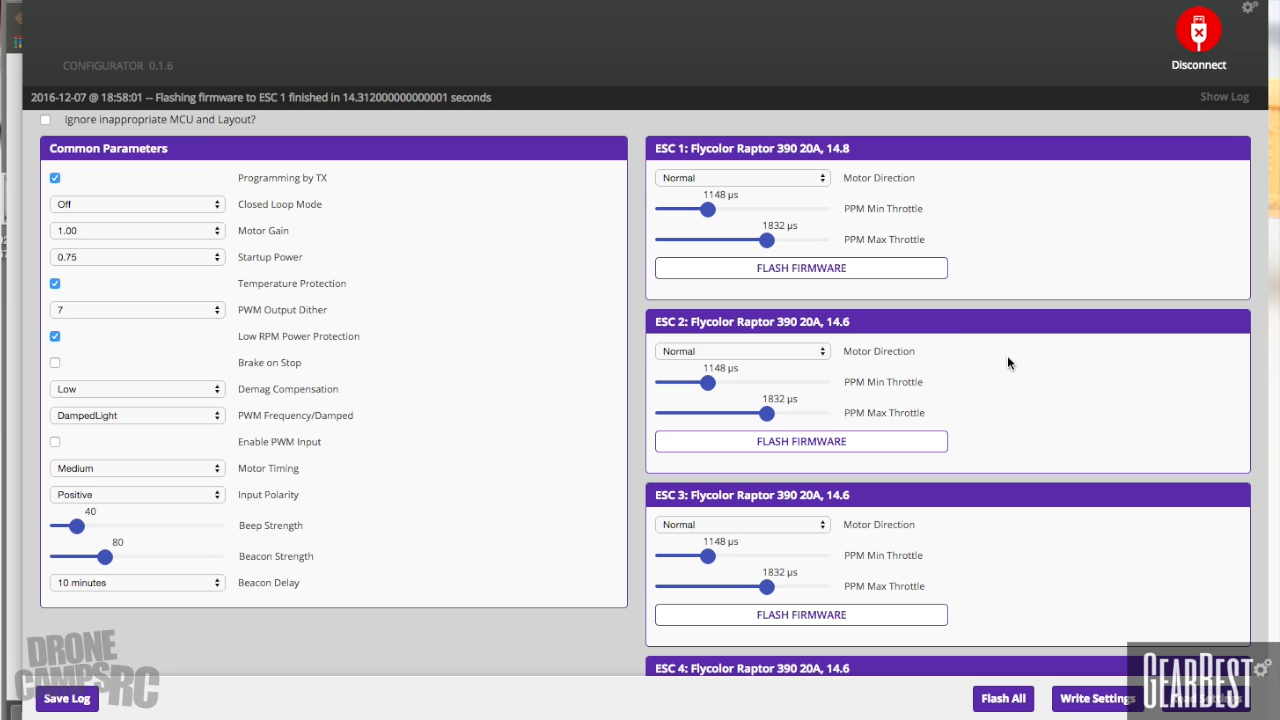 CONFIGURATOR 0.1.6
Disconnect
2016-12-07 @ 18:58:01 -- Flashing firmware to ESC 1 finished in 14.312000000000001 seconds
Show Log
Ignore inappropriate MCU and Layout?
Common Parameters
Programming by TX
Off Closed Loop Mode
1.00 Motor Gain
0.75 Startup Power
Temperature Protection
7 PWM Output Dither
Low RPM Power Protection
Brake on Stop
Low Demag Compensation
DampedLight PWM Frequency/Damped
Enable PWM Input
Medium Motor Timing
Positive Input Polarity
40
Beep Strength
80
Beacon Strength
10 minutes Beacon Delay
ESC 1: Flycolor Raptor 390 20A, 14.8
Normal Motor Direction
1148 µs
PPM Min Throttle
1832 µs
PPM Max Throttle
FLASH FIRMWARE
ESC 2: Flycolor Raptor 390 20A, 14.6
Normal Motor Direction
1148 µs
PPM Min Throttle
1832 µs
PPM Max Throttle
FLASH FIRMWARE
ESC 3: Flycolor Raptor 390 20A, 14.6
Normal Motor Direction
1148 µs
PPM Min Throttle
1832 µs
PPM Max Throttle
FLASH FIRMWARE
ESC 4: Flycolor Raptor 390 20A, 14.6
DRONE
CAMPSRC
Save Log
Flash All
Write Settings
GEARBEST